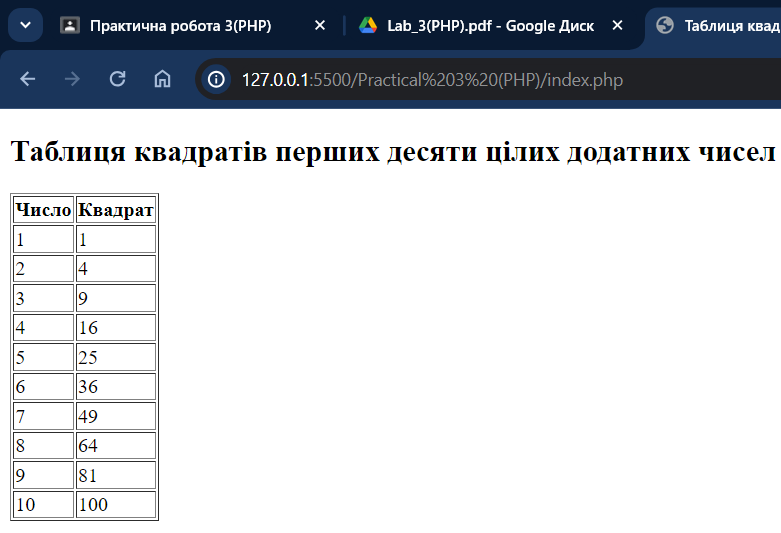 Практична робота 3(PHP)
Lab_3(PHP).pdf - Google Диск
Таблиця квад
127.0.0.1:5500/Practical%203%20(PHP)/index.php
Таблиця квадратів перших десяти цілих додатних чисел
Число Квадрат
1 1
2 4
3 9
4 16
5 25
6 36
7 49
8 64
9 81
10 100